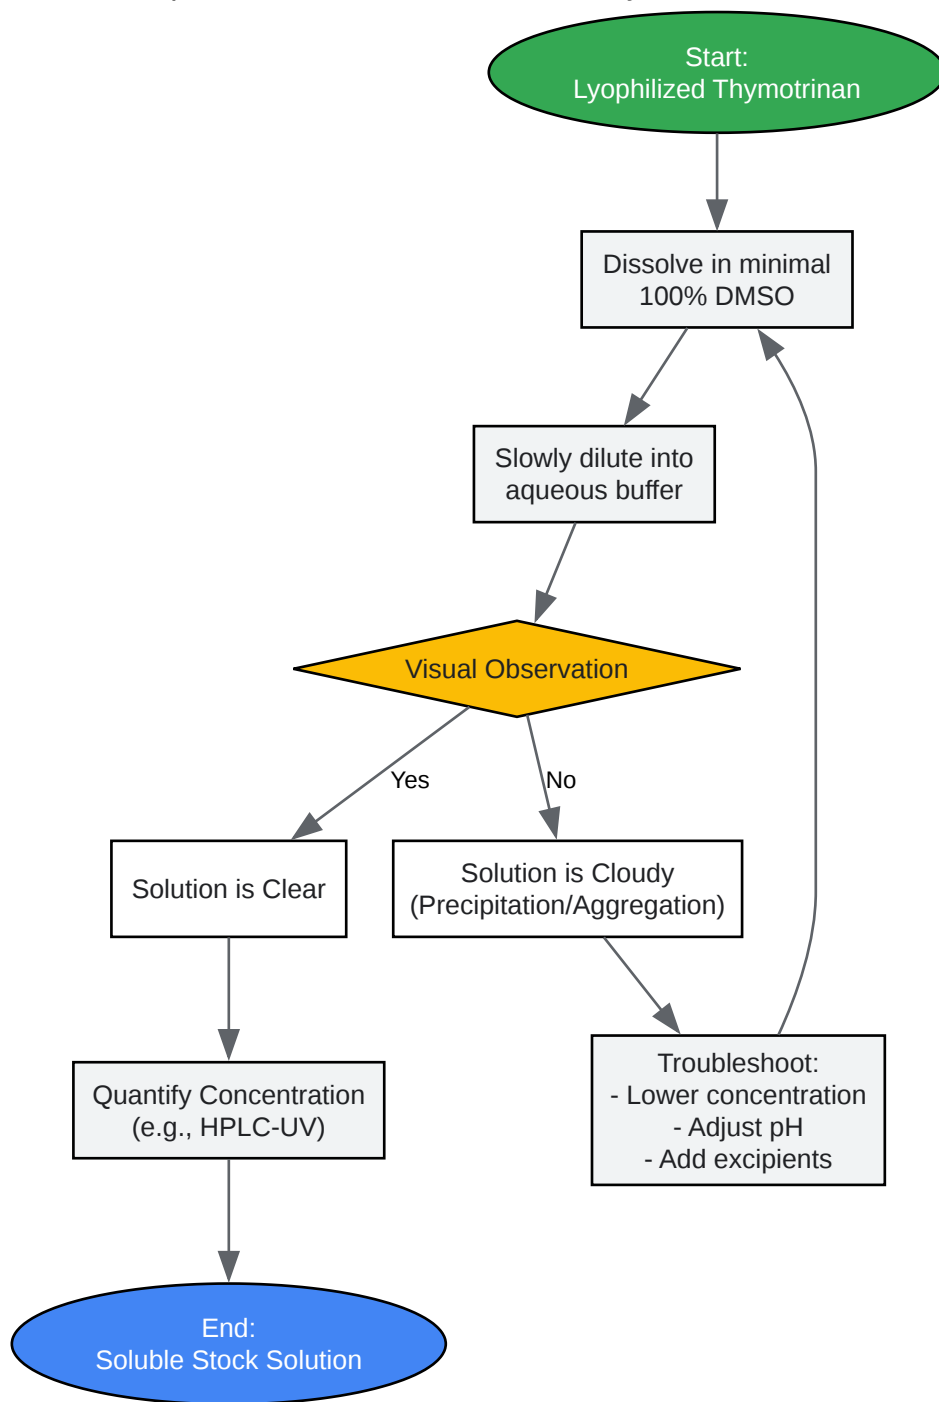 Start:
Lyophilized Thymotrinan
Dissolve in minimal
100% DMSO
Slowly dilute into
aqueous buffer
Visual Observation
Yes
No
Solution is Clear
Solution is Cloudy
(Precipitation/Aggregation)
Quantify Concentration
(e.g., HPLC-UV)
Troubleshoot:
- Lower concentration
- Adjust pH
- Add excipients
End:
Soluble Stock Solution